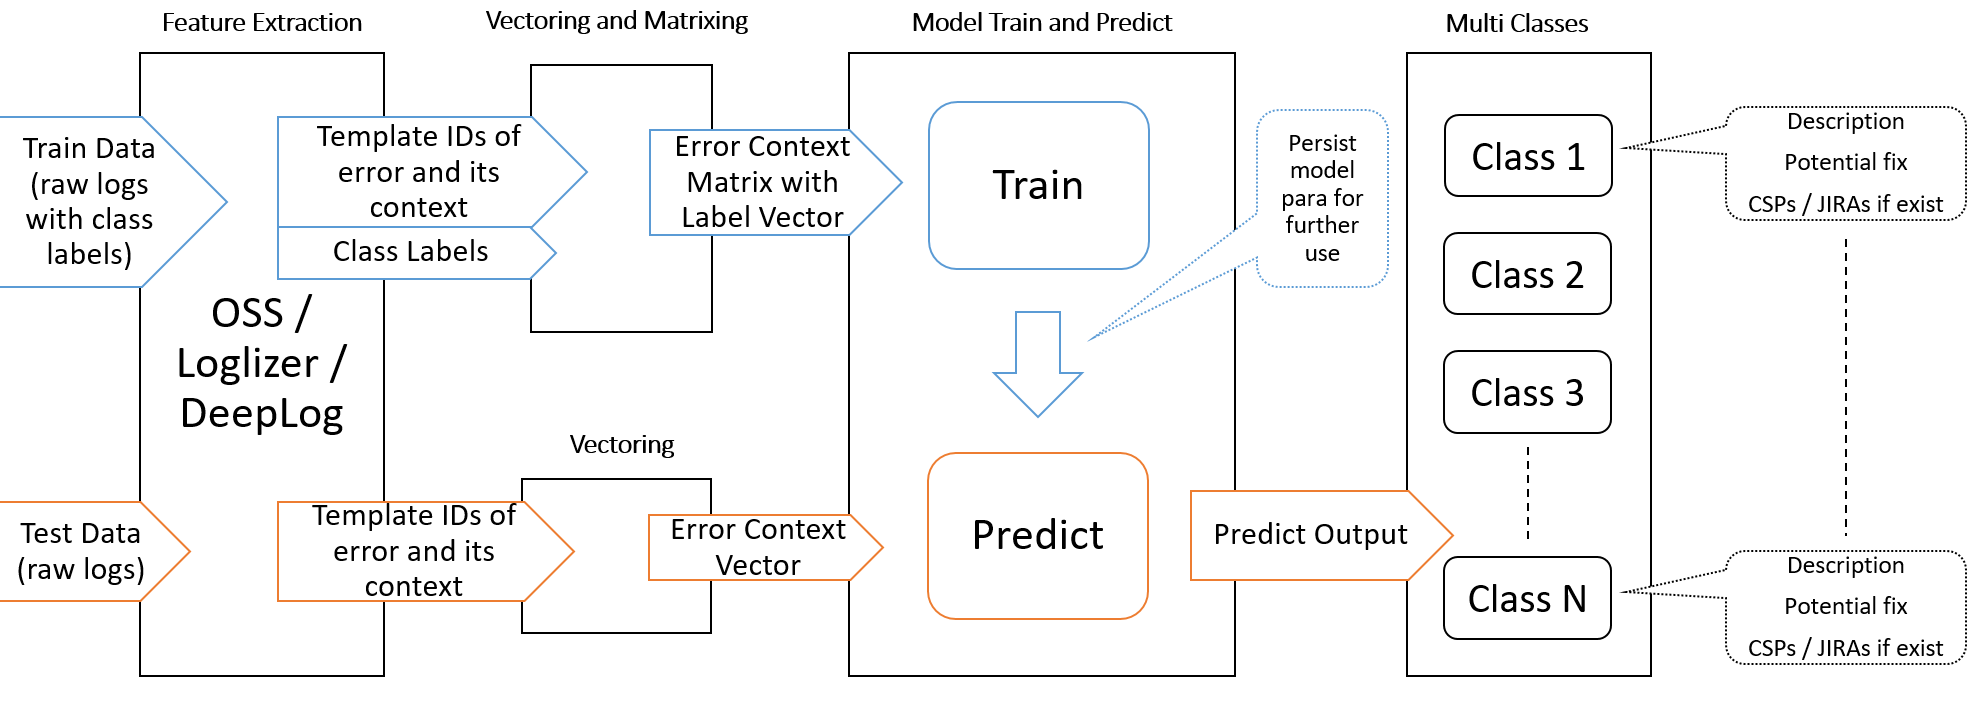 Feature Extraction
Vectoring and Matrixing
Model Train and Predict
Multi Classes
Train Data
(raw logs
with class
labels)
Template IDs of
error and its
context
Class Labels
Error Context
Matrix with
Label Vector
Train
Persist
model
para for
further
use
Class 1
Class 2
Class 3
Description
Potential fix
CSPs / JIRAs if exist
OSS /
Loglizer /
DeepLog
Vectoring
Test Data
(raw logs)
Template IDs of
error and its
context
Error Context
Vector
Predict
Predict Output
Class N
Description
Potential fix
CSPs / JIRAs if exist